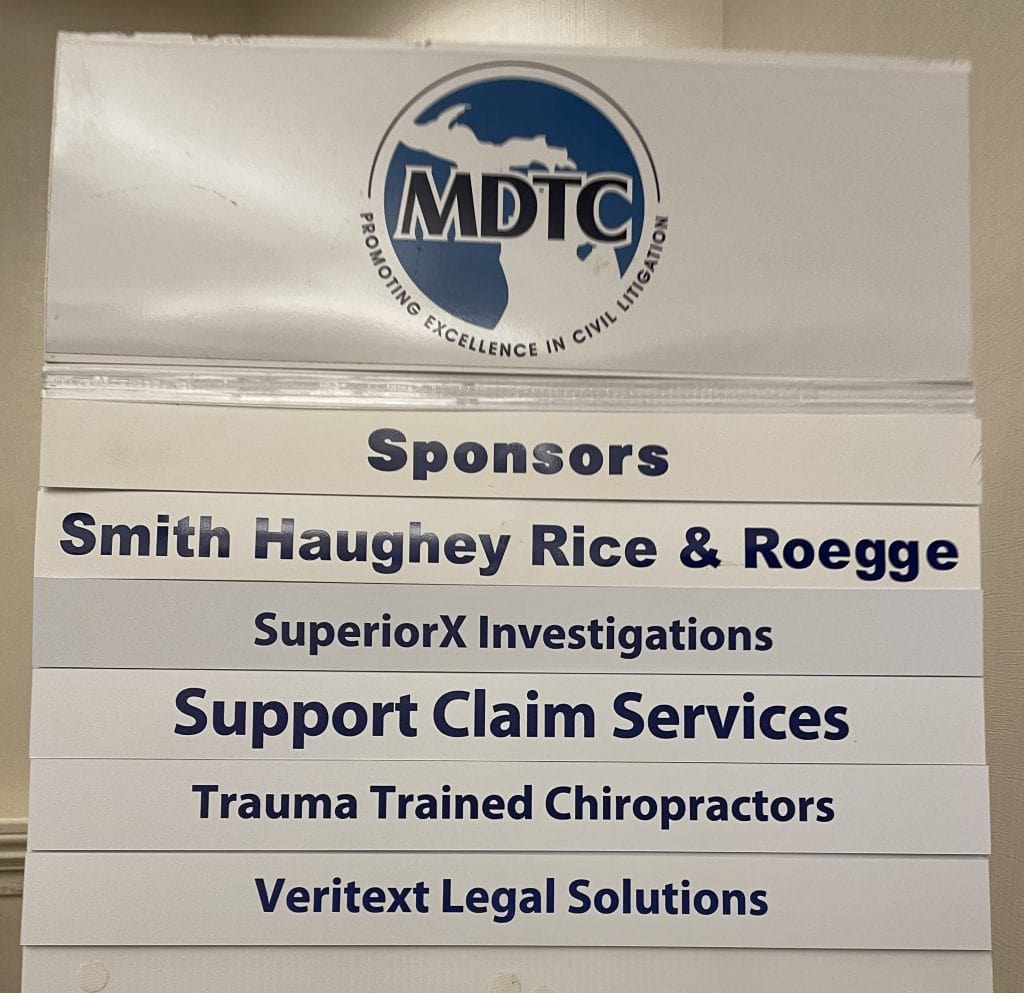 MDTC
PROMOTING EXCELLENCE IN CIVIL LITIGATION
Sponsors
Smith Haughey Rice & Roegge
SuperiorX Investigations
Support Claim Services
Trauma Trained Chiropractors
Veritext Legal Solutions